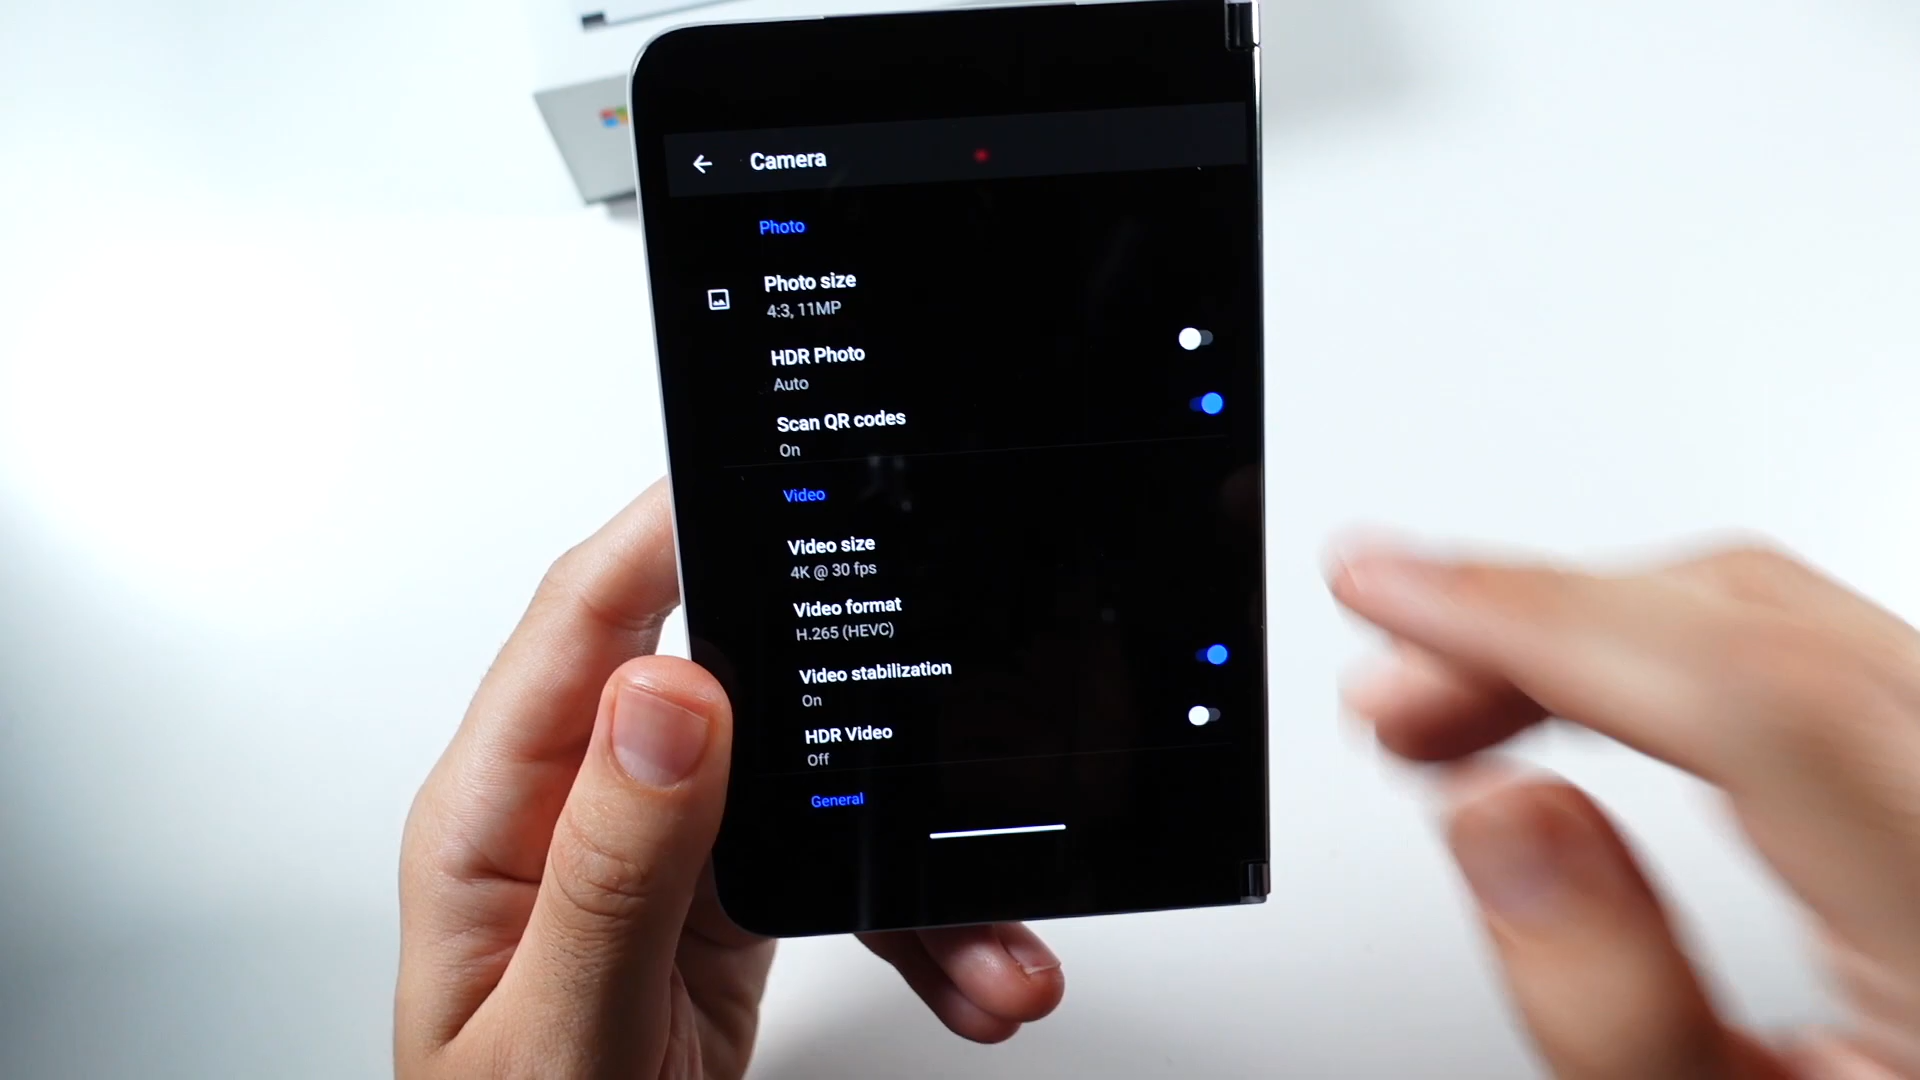 Camera
Photo
Photo size
4:3, 11MP
HDR Photo
Auto
Scan QR codes
On
Video
Video size
4K @ 30 fps
Video format
H.265 (HEVC)
Video stabilization
On
HDR Video
Off
General